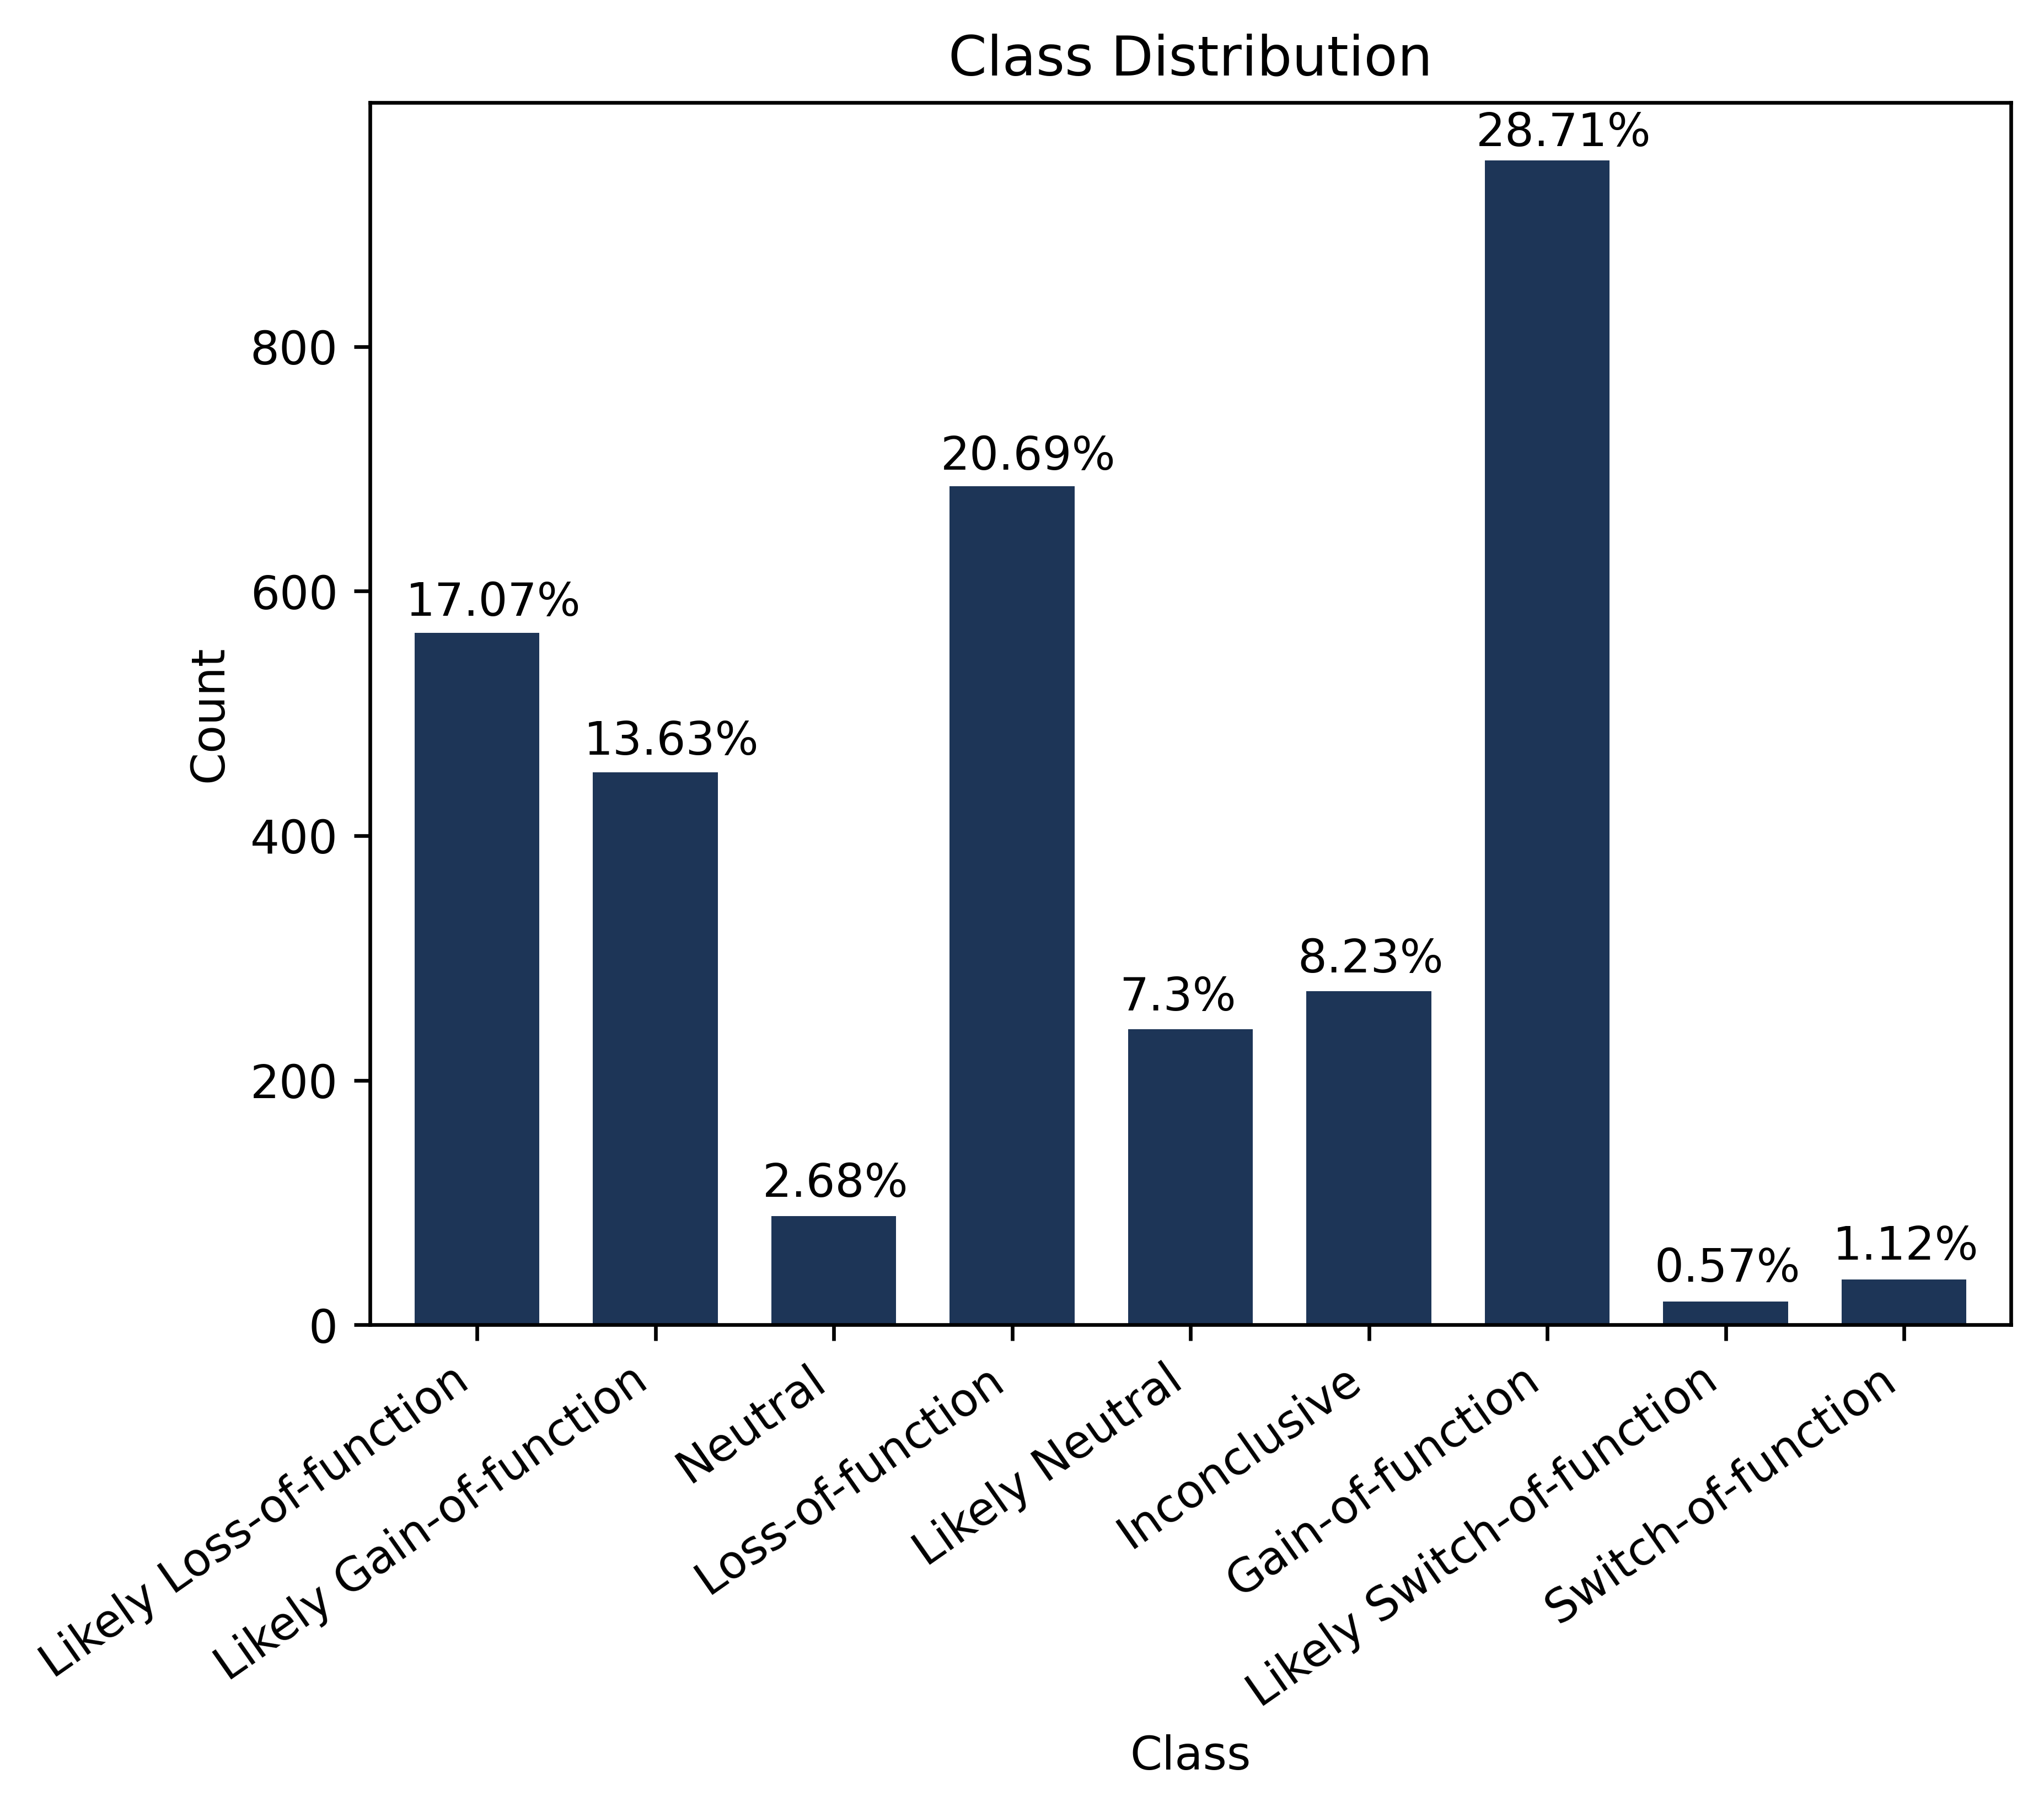 Class Distribution
28.71%
800
20.69%
600
17.07%
Count
13.63%
400
8.23%
7.3%
200
2.68%
1.12%
0.57%
0
Likely Loss-of-function
Likely Gain-of-function
Neutral
Loss-of-function
Likely Neutral
Inconclusive
Gain-of-function
Likely Switch-of-function
Switch-of-function
Class